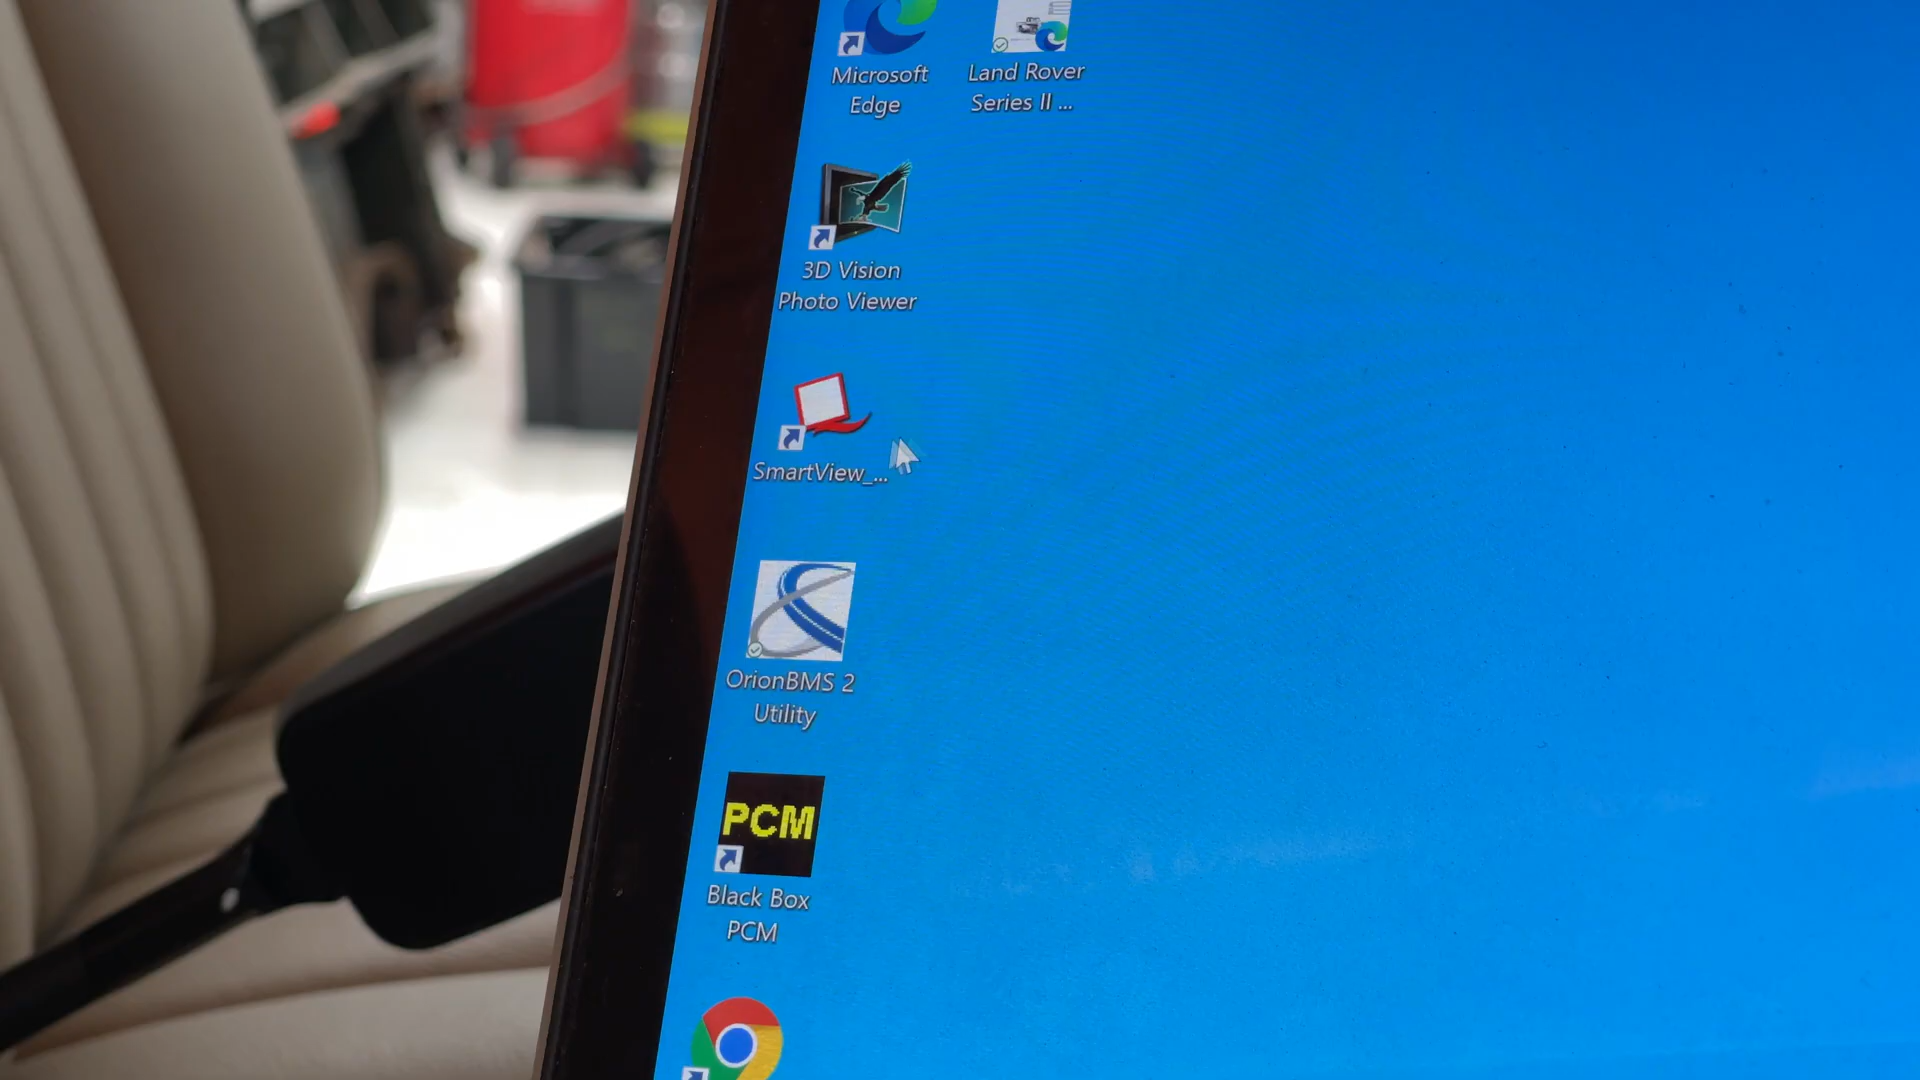 Microsoft
Edge
Land Rover
Series II ...
3D Vision
Photo Viewer
SmartView_...
OrionBMS 2
Utility
PCM
Black Box
PCM